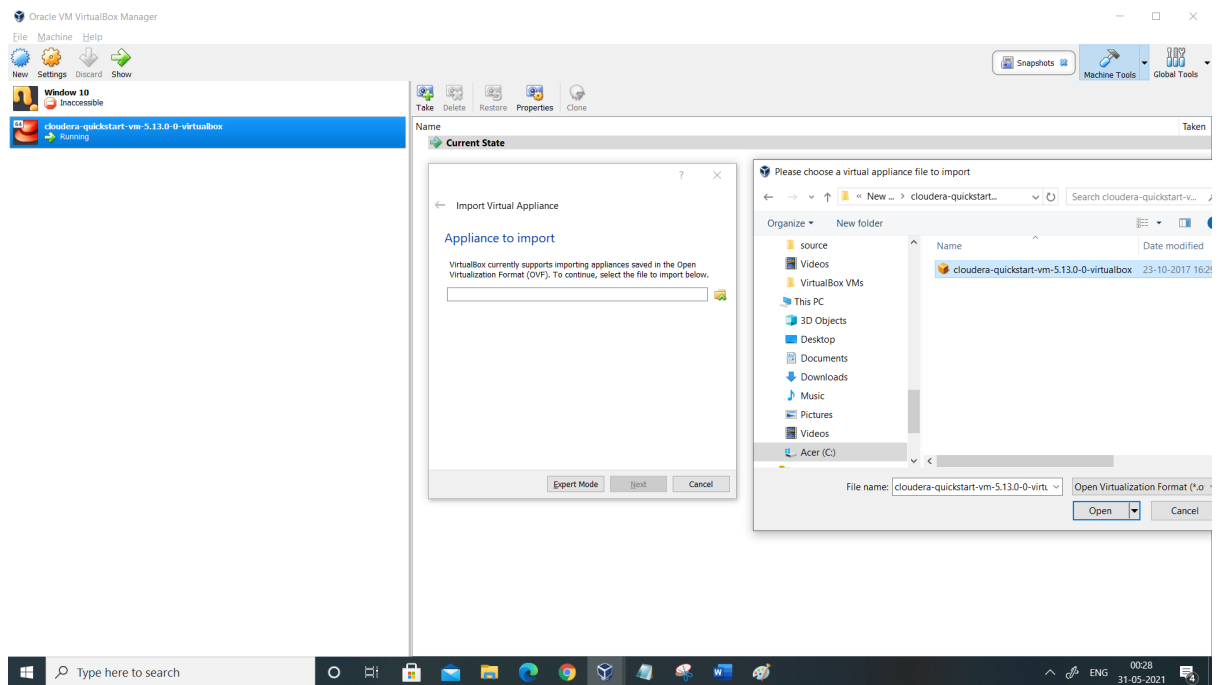 Oracle VM VirtualBox Manager
File Machine Help
New Settings Discard Show
Snapshots
Machine Tools
Global Tools
Window 10
Inaccessible
64
cloudera-quickstart-vm-5.13.0-0-virtualbox
Running
Take Delete Restore Properties Clone
Name Taken
Current State
?
Import Virtual Appliance
Appliance to import
VirtualBox currently supports importing appliances saved in the Open
Virtualization Format (OVF). To continue, select the file to import below.
Expert Mode Next Cancel
Please choose a virtual appliance file to import
« New ... > cloudera-quickstart...
Search cloudera-quickstart-v...
Organize New folder
source
Videos
VirtualBox VMs
This PC
3D Objects
Desktop
Documents
Downloads
Music
Pictures
Videos
Acer (C:)
Name Date modified
cloudera-quickstart-vm-5.13.0-0-virtualbox 23-10-2017 16:29
File name: cloudera-quickstart-vm-5.13.0-0-virtu
Open Virtualization Format (*.o
Open Cancel
Type here to search
W
ENG
00:28
31-05-2021
4